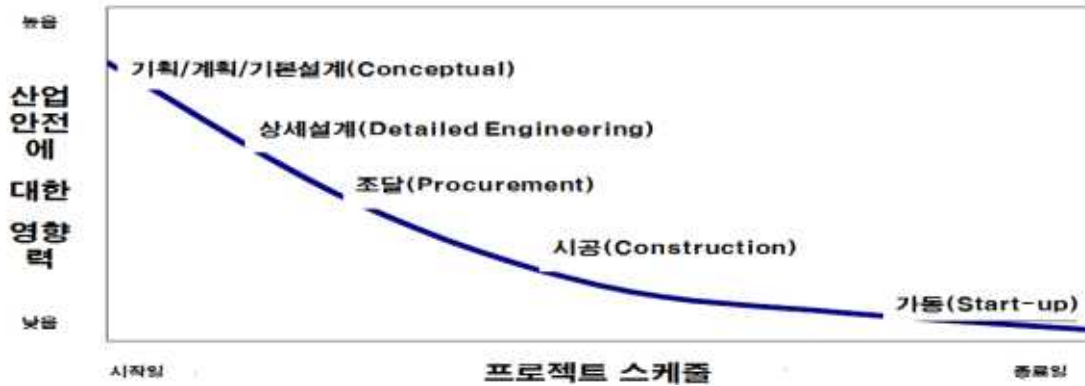 높음
기획/계획/기본설계(Conceptual)
산업
안전
에
대한
영향
력
상세설계(Detailed Engineering)
조달(Procurement)
시공(Construction)
가동(Start-up)
낮음
시작일
프로젝트 스케줄
종료일